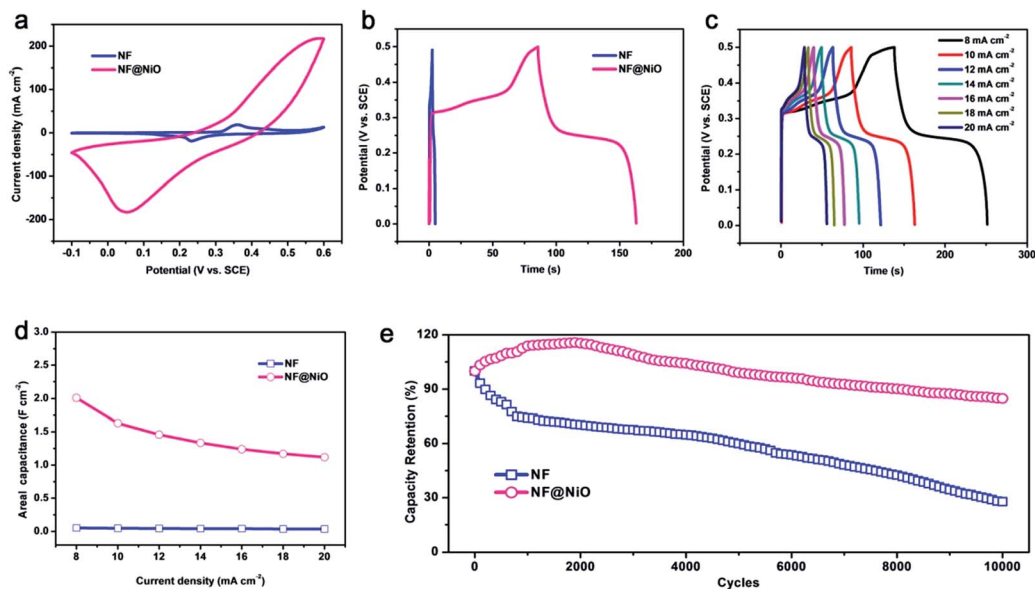 a
Current density (mA cm⁻²)
200
100
0
-100
-200
NF
NF@NiO
-0.1 0.0 0.1 0.2 0.3 0.4 0.5 0.6
Potential (V vs. SCE)
b
Potential (V vs. SCE)
0.5
0.4
0.3
0.2
0.1
0.0
NF
NF@NiO
0 50 100 150 200
Time (s)
c
Potential (V vs. SCE)
0.5
0.4
0.3
0.2
0.1
0.0
8 mA cm⁻²
10 mA cm⁻²
12 mA cm⁻²
14 mA cm⁻²
16 mA cm⁻²
18 mA cm⁻²
20 mA cm⁻²
0 100 200 300
Time (s)
d
Areal capacitance (F cm⁻²)
3.0
2.5
2.0
1.5
1.0
0.5
0.0
NF
NF@NiO
8 10 12 14 16 18 20
Current density (mA cm⁻²)
e
Capacity Retention (%)
120
90
60
30
0
NF
NF@NiO
0 2000 4000 6000 8000 10000
Cycles